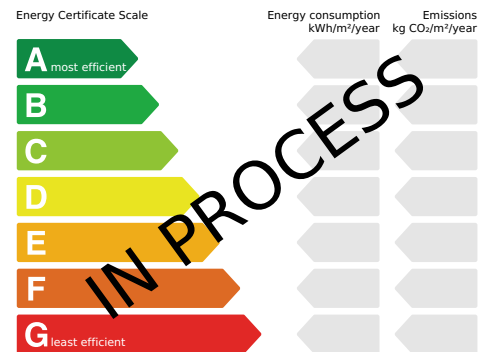 Energy Certificate Scale
Energy consumption
kWh/m²/year
Emissions
kg CO₂/m²/year
A most efficient
B
C
D
E
F
G least efficient
IN PROCESS